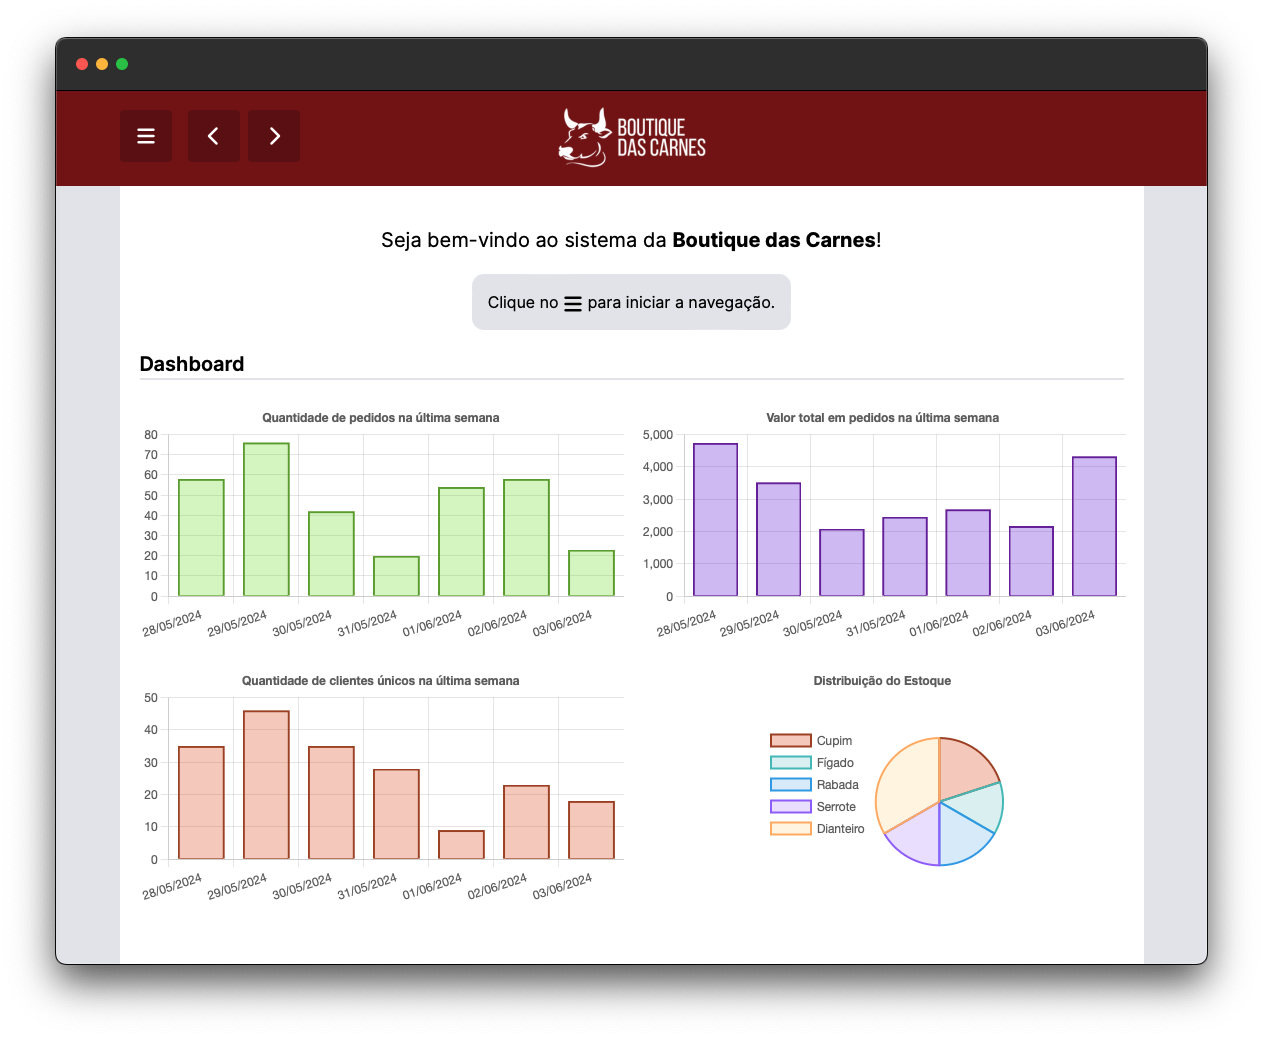 BOUTIQUE
DAS CARNES
Seja bem-vindo ao sistema da Boutique das Carnes!
Clique no para iniciar a navegação.
Dashboard
Quantidade de pedidos na última semana
80
70
60
50
40
30
20
10
0
28/05/2024 29/05/2024 30/05/2024 31/05/2024 01/06/2024 02/06/2024 03/06/2024
Valor total em pedidos na última semana
5,000
4,000
3,000
2,000
1,000
0
28/05/2024 29/05/2024 30/05/2024 31/05/2024 01/06/2024 02/06/2024 03/06/2024
Quantidade de clientes únicos na última semana
50
40
30
20
10
0
28/05/2024 29/05/2024 30/05/2024 31/05/2024 01/06/2024 02/06/2024 03/06/2024
Distribuição do Estoque
Cupim
Fígado
Rabada
Serrote
Dianteiro